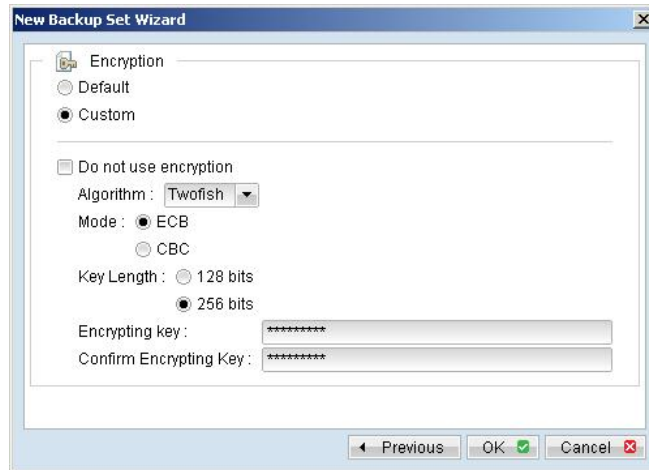 New Backup Set Wizard
Encryption
Default
Custom
Do not use encryption
Algorithm : Twofish
Mode : ECB
CBC
Key Length : 128 bits
256 bits
Encrypting key : *********
Confirm Encrypting Key : *********
Previous OK Cancel